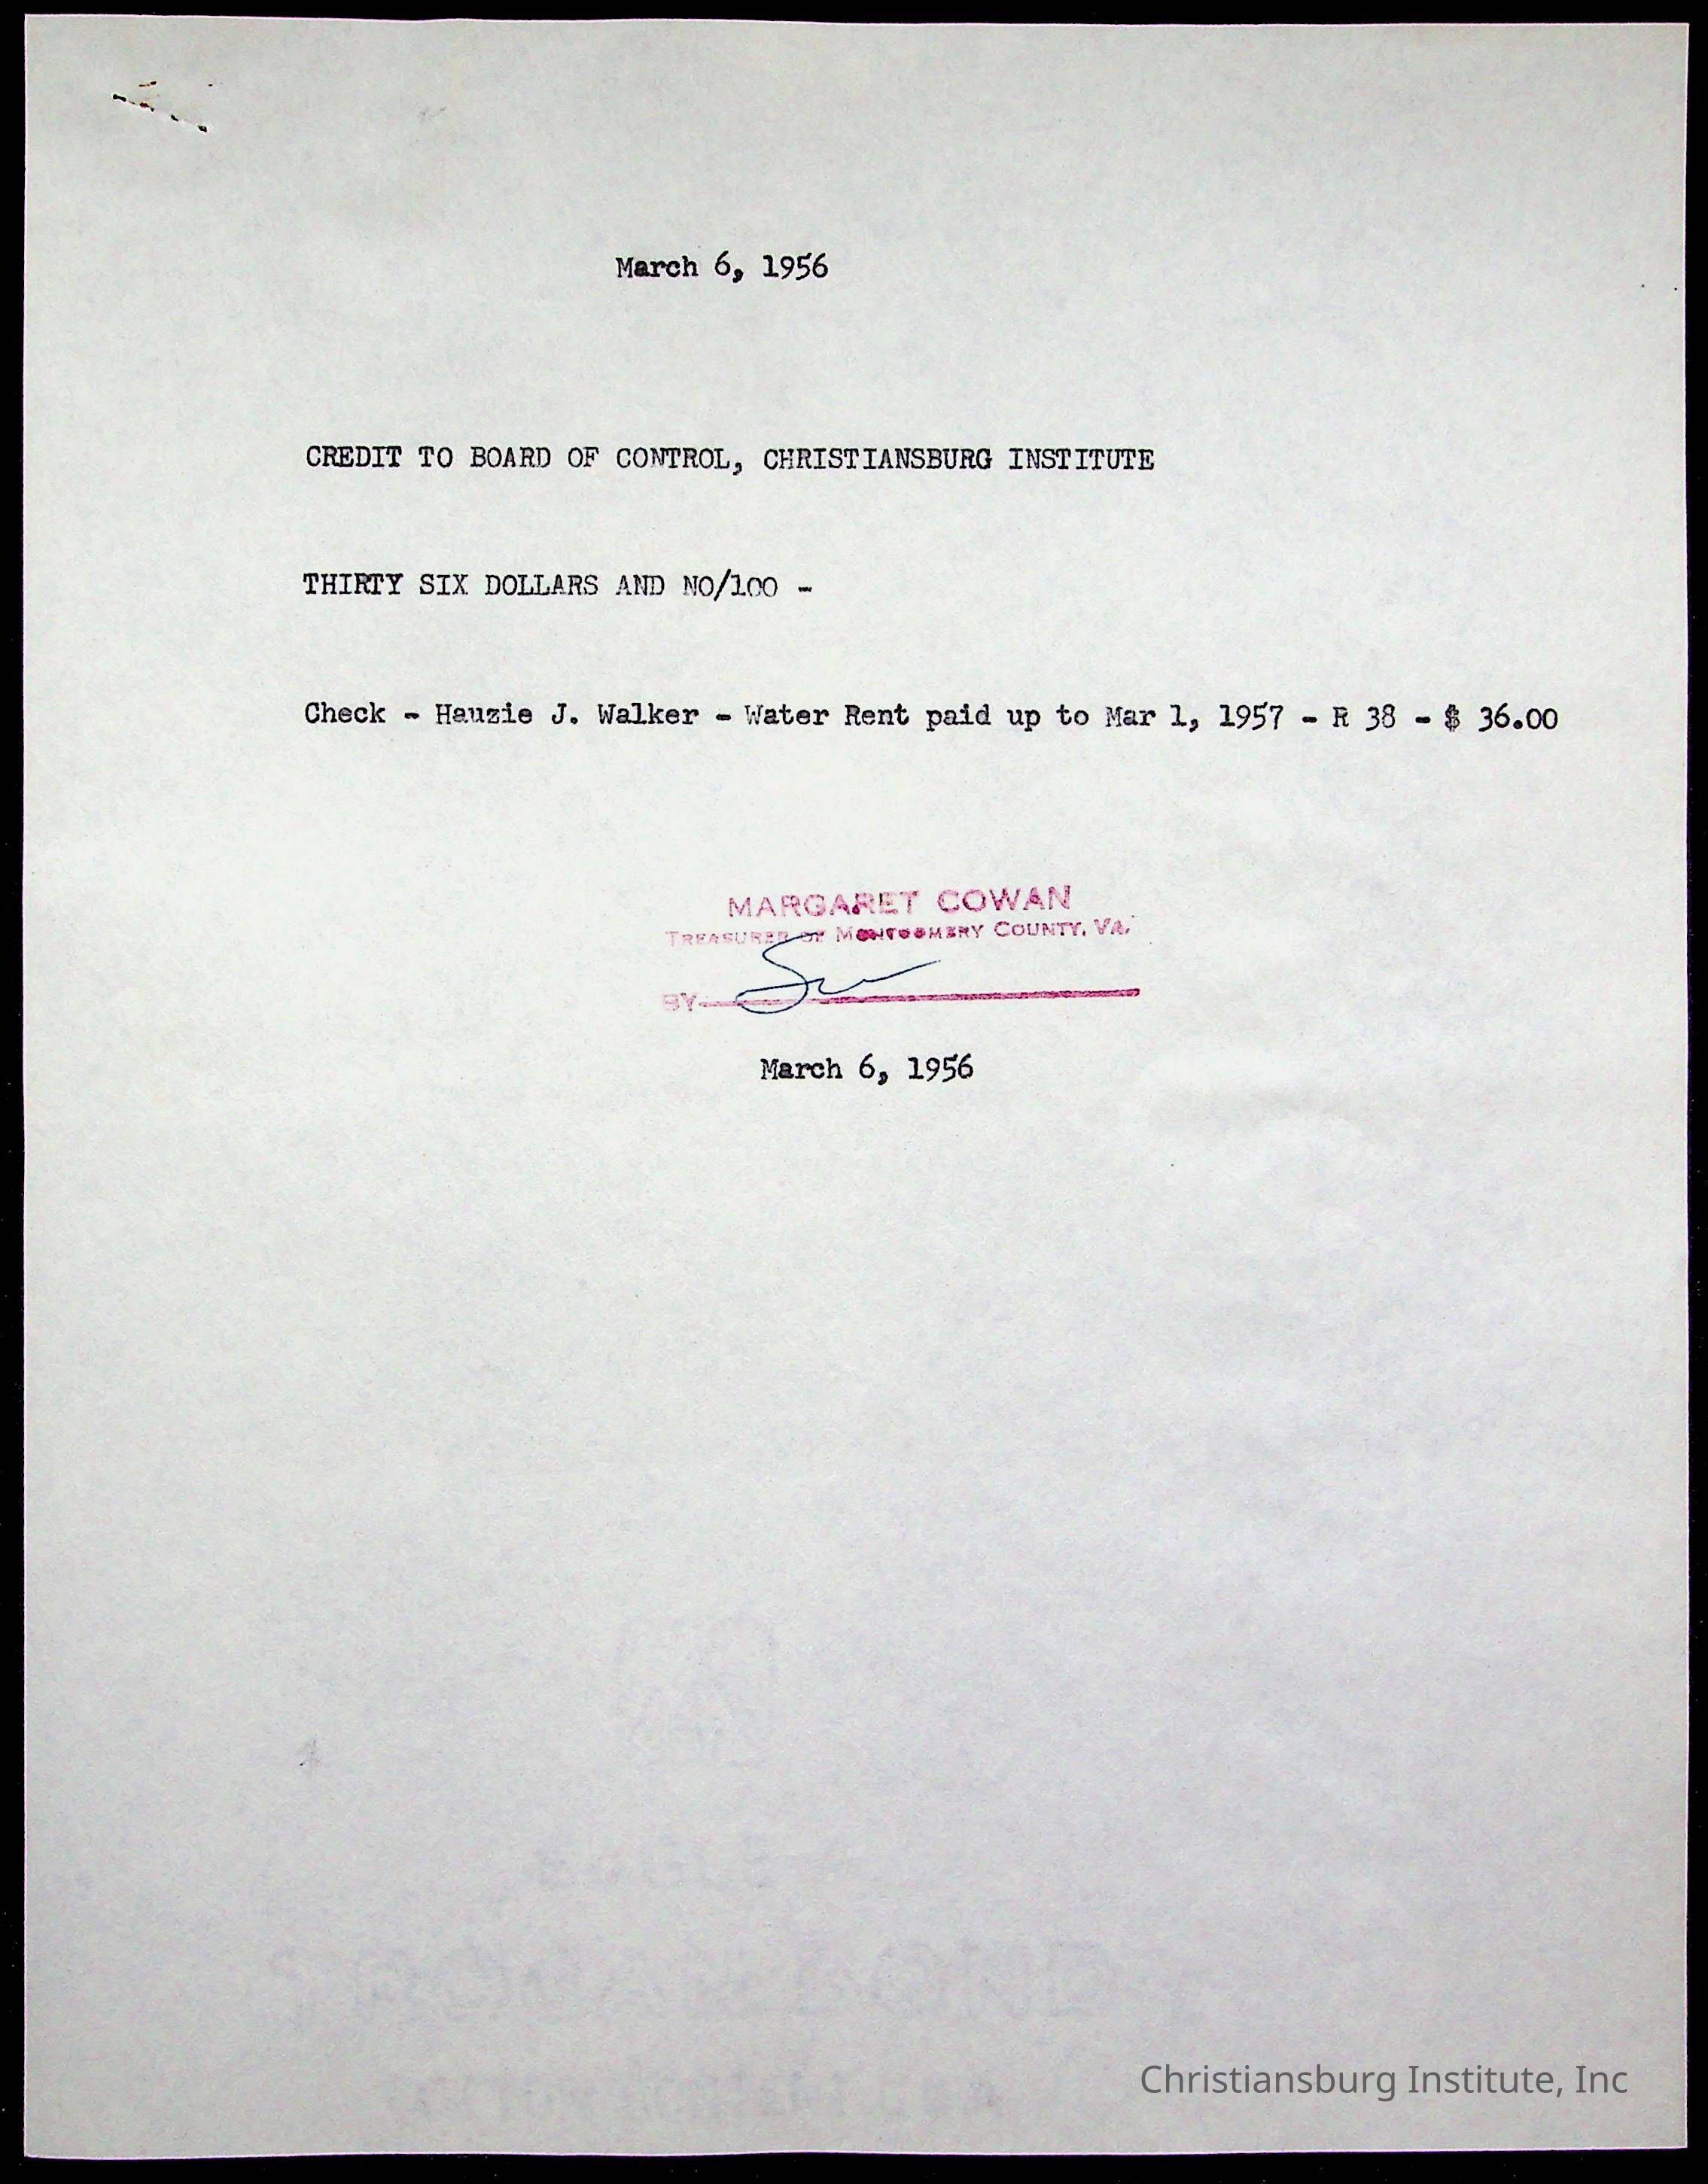 March 6, 1956
CREDIT TO BOARD OF CONTROL, CHRISTIANSBURG INSTITUTE
THIRTY SIX DOLLARS AND NO/100 -
Check - Hauzie J. Walker - Water Rent paid up to Mar 1, 1957 - R 38 - $ 36.00
MARGARET COWAN
TREASURER OF MONTGOMERY COUNTY, VA.
BY
March 6, 1956
Christiansburg Institute, Inc